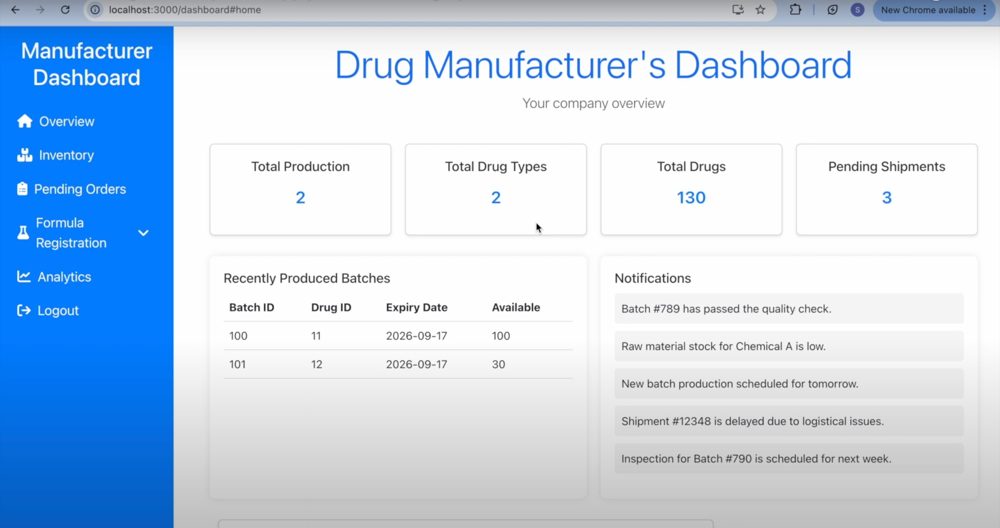 localhost:3000/dashboard#home
S
New Chrome available
Manufacturer
Dashboard
Overview
Inventory
Pending Orders
Formula
Registration
Analytics
Logout
Drug Manufacturer's Dashboard
Your company overview
Total Production
2
Total Drug Types
2
Total Drugs
130
Pending Shipments
3
Recently Produced Batches
Batch ID Drug ID Expiry Date Available
100 11 2026-09-17 100
101 12 2026-09-17 30
Notifications
Batch #789 has passed the quality check.
Raw material stock for Chemical A is low.
New batch production scheduled for tomorrow.
Shipment #12348 is delayed due to logistical issues.
Inspection for Batch #790 is scheduled for next week.